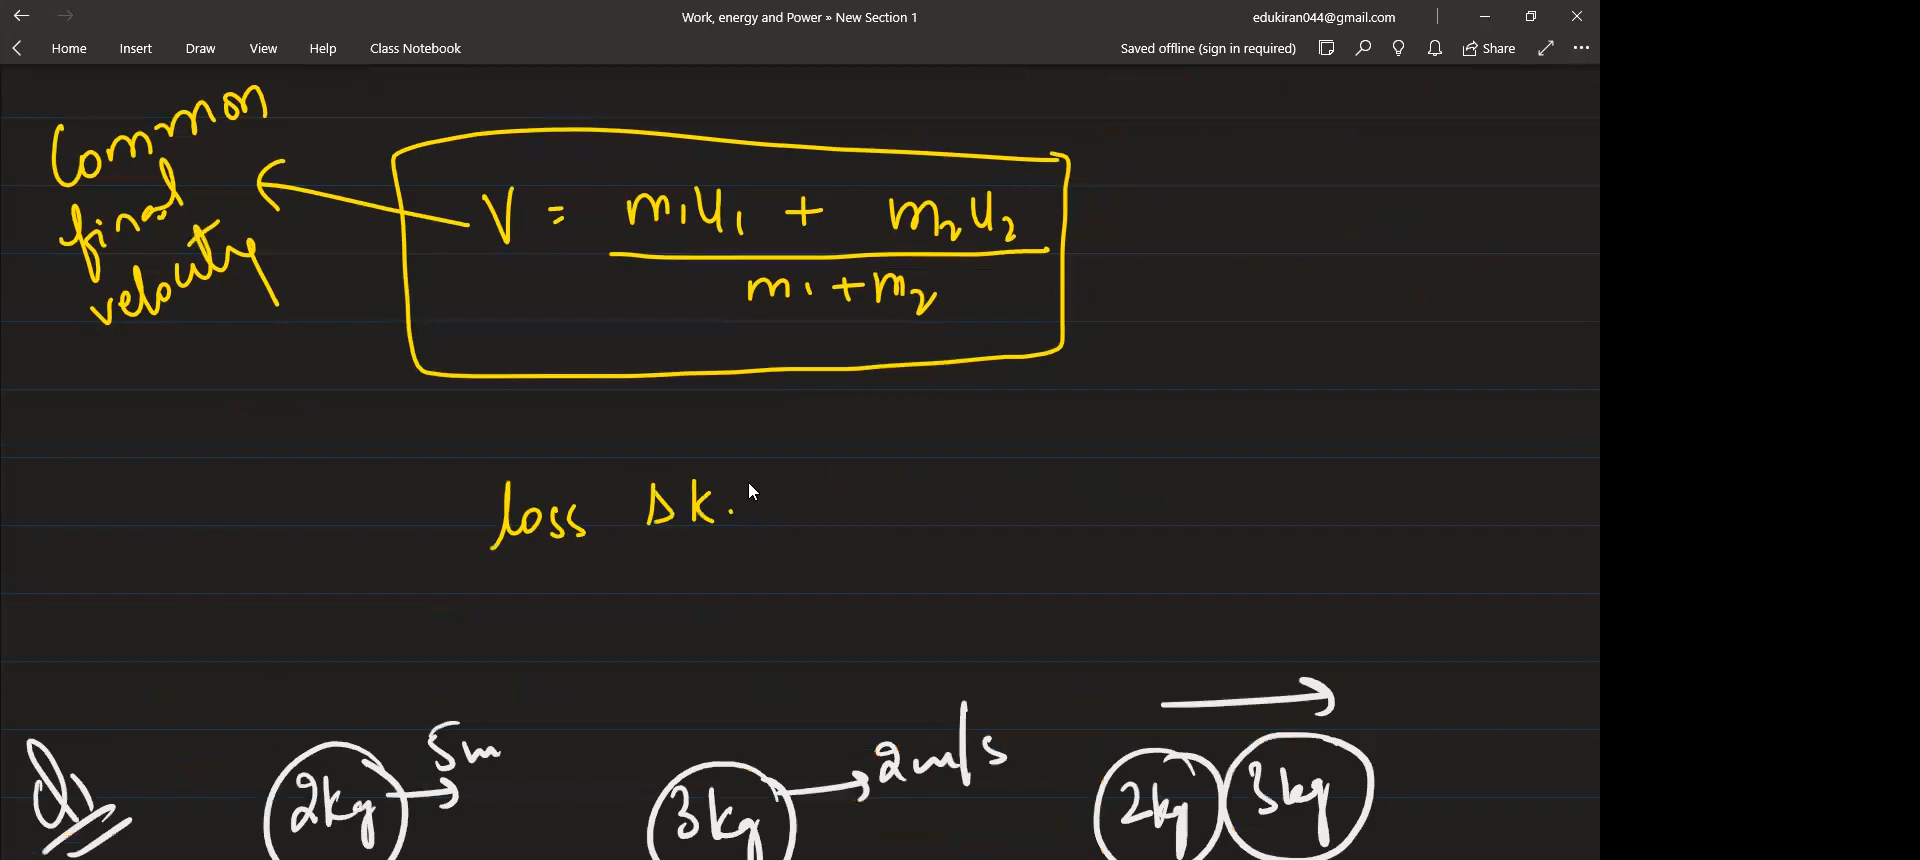 Work, energy and Power » New Section 1
edukiran044@gmail.com
Home Insert Draw View Help Class Notebook
Saved offline (sign in required)
Share
Common
final
velocity
V = m1u1 + m2u2
m1 + m2
loss Δk.
Q1
2kg
5m
3kg
2m/s
2kg
3kg